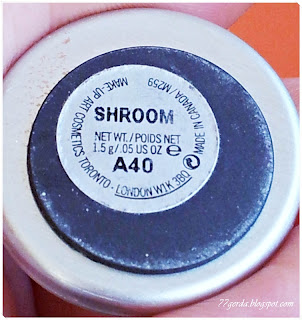 SHROOM
NET WT./POIDS NET
1.5 g/.05 US OZ ℮
A40
MAKE-UP ART COSMETICS TORONTO - LONDON W1K 3BQ
MADE IN CANADA / M259
77gerda.blogspot.com